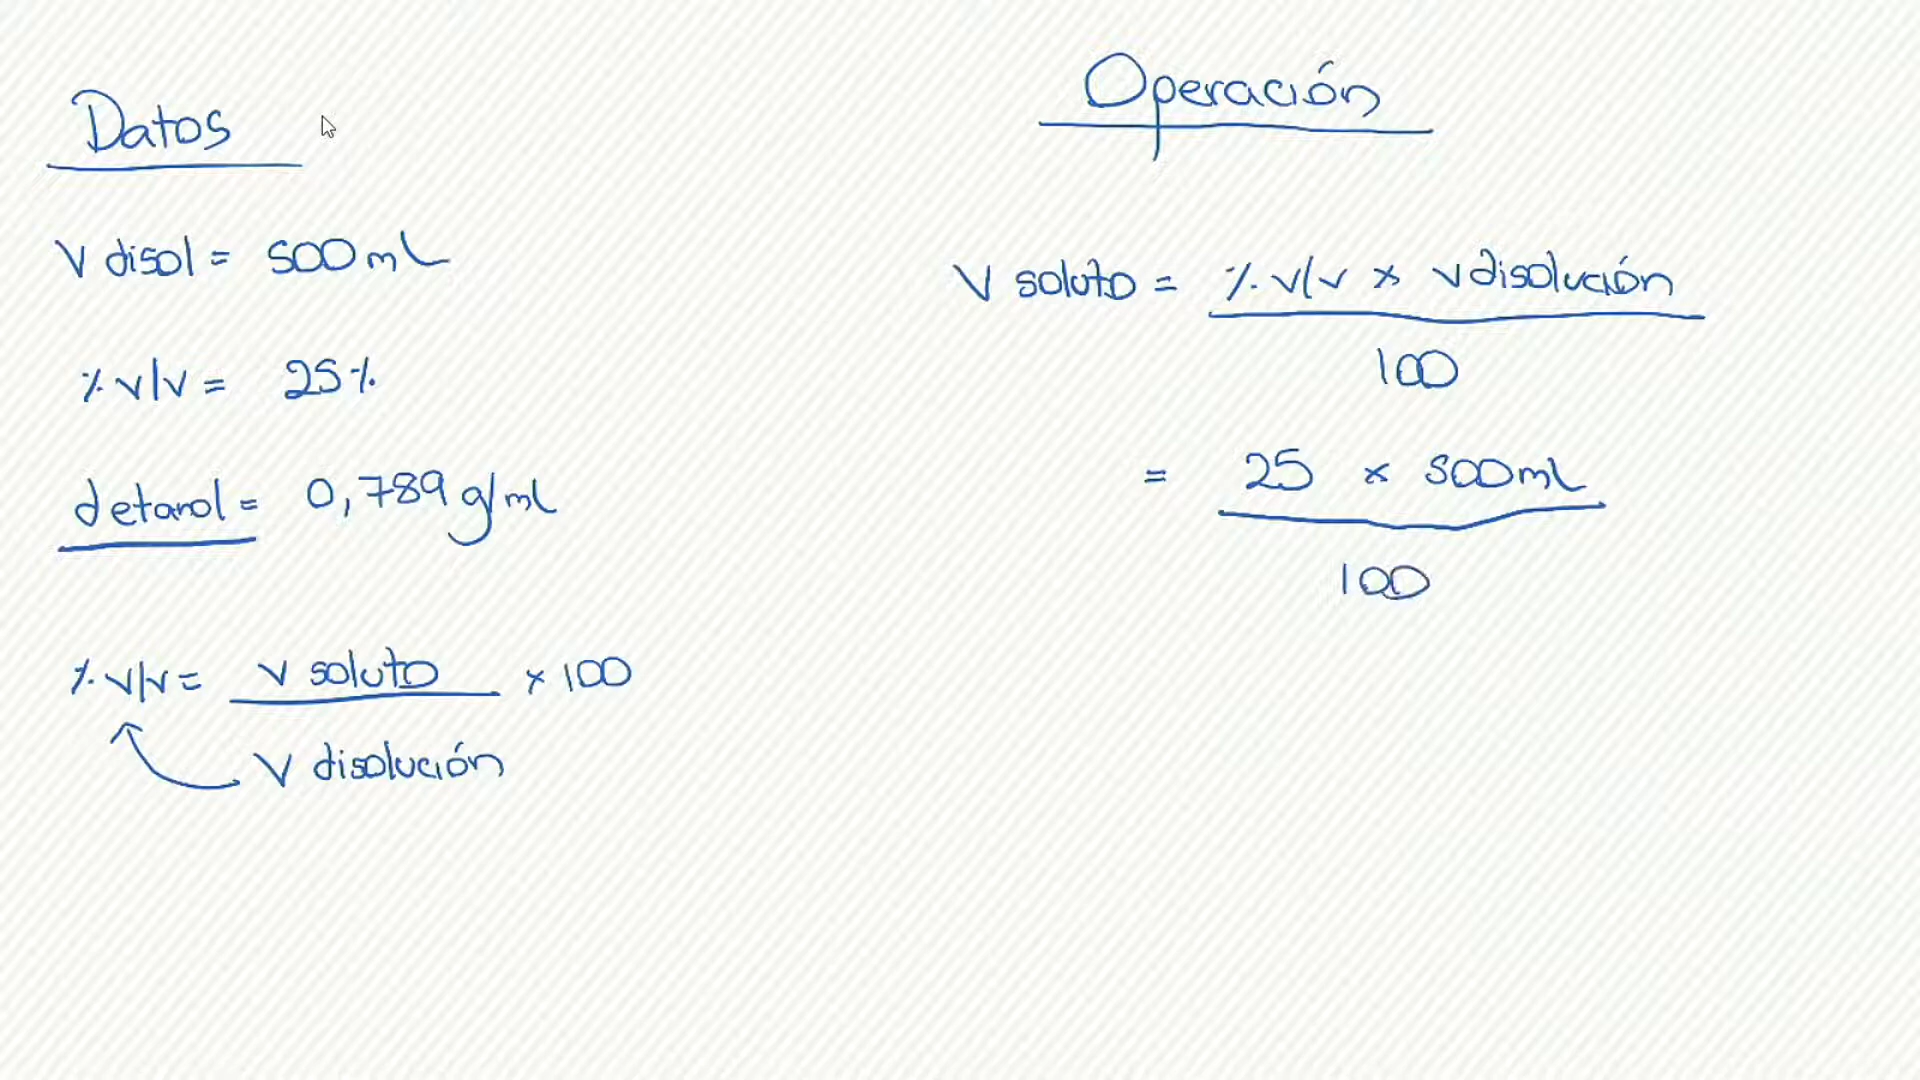 Datos
V disol = 500 mL
% v/v = 25%
detanol = 0,789 g/mL
% v/v = V soluto × 100
V disolución
Operación
V soluto = % v/v × v disolución
100
= 25 × 500 mL
100